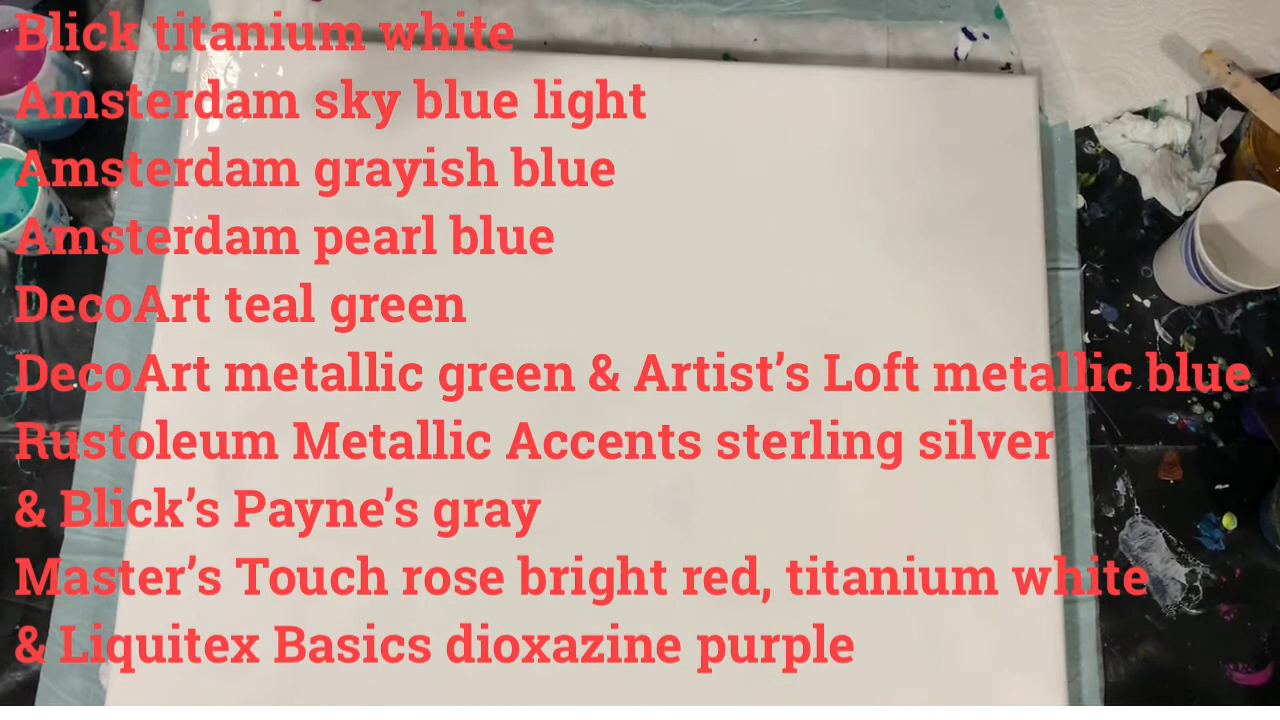 Blick titanium white
Amsterdam sky blue light
Amsterdam grayish blue
Amsterdam pearl blue
DecoArt teal green
DecoArt metallic green & Artist’s Loft metallic blue
Rustoleum Metallic Accents sterling silver
& Blick’s Payne’s gray
Master’s Touch rose bright red, titanium white
& Liquitex Basics dioxazine purple